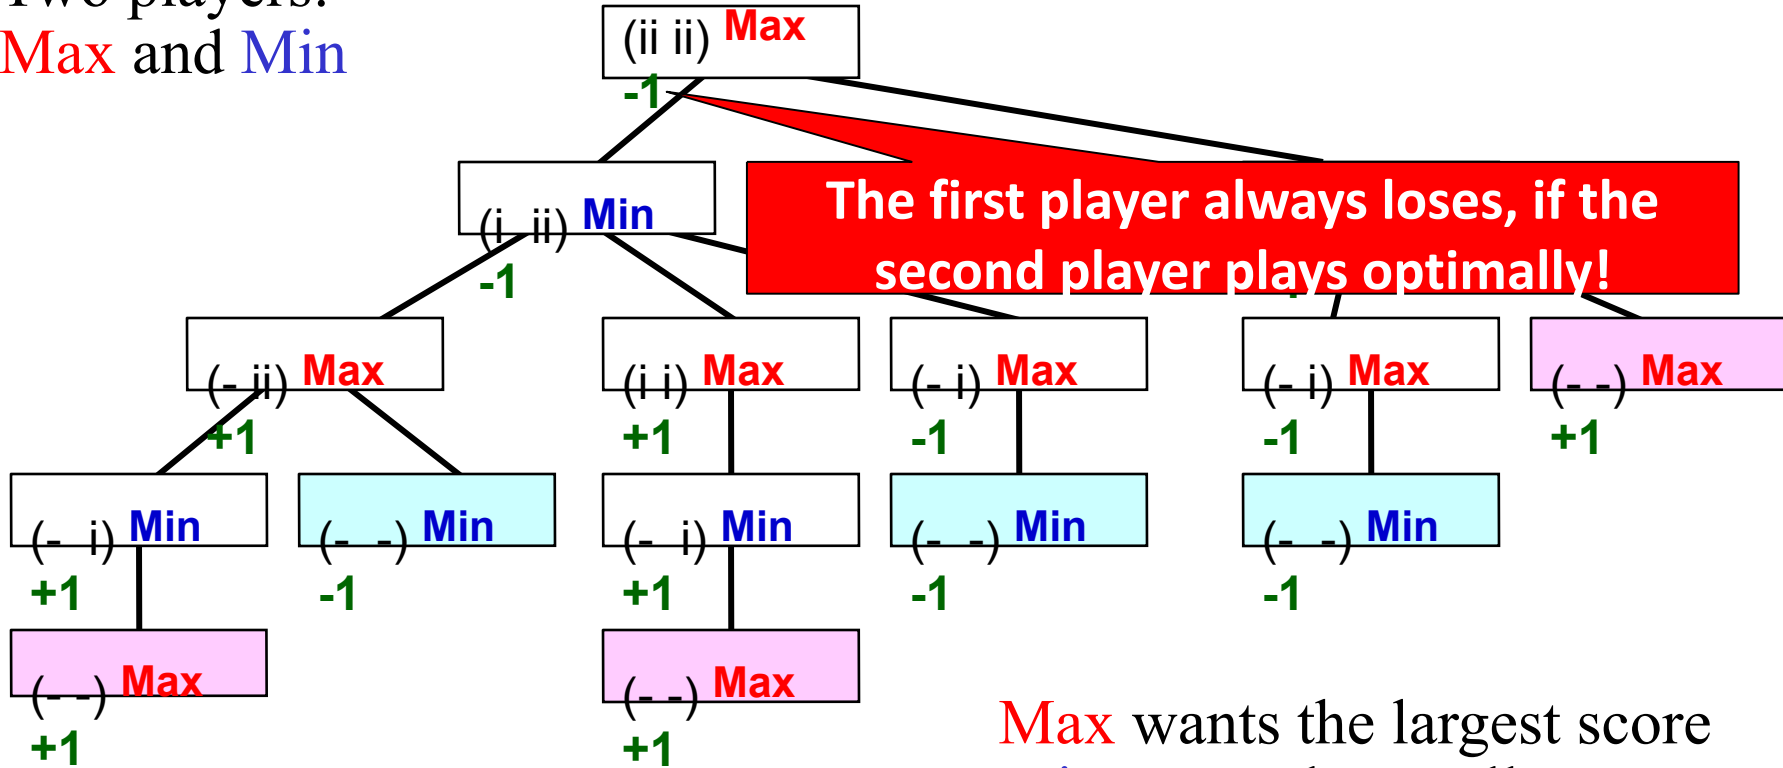 Two players:
Max and Min
(ii ii) Max
-1
The first player always loses, if the
second player plays optimally!
(i ii) Min
-1
(- ii) Max
+1
(i i) Max
+1
(- i) Max
-1
(- i) Max
-1
(- -) Max
+1
(- i) Min
+1
(- -) Min
-1
(- i) Min
+1
(- -) Min
-1
(- -) Min
-1
(- -) Max
+1
(- -) Max
+1
Max wants the largest score